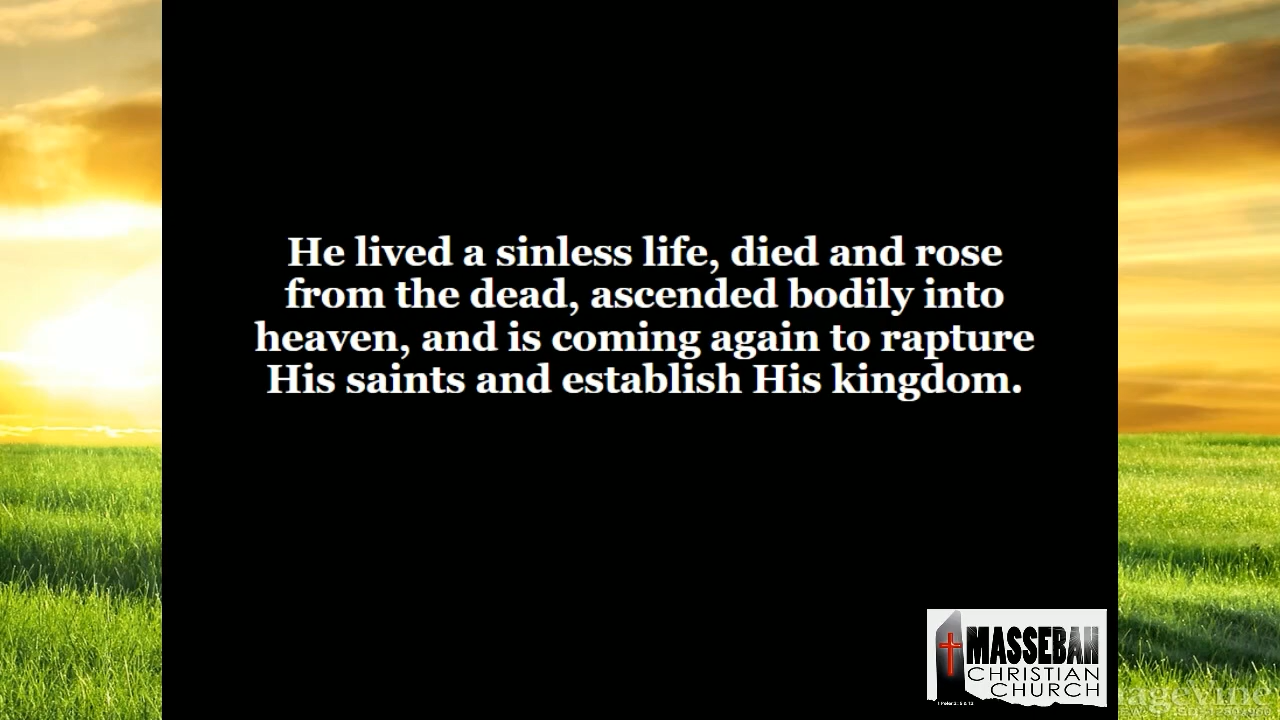 He lived a sinless life, died and rose
from the dead, ascended bodily into
heaven, and is coming again to rapture
His saints and establish His kingdom.
MASSEBAH
CHRISTIAN
CHURCH